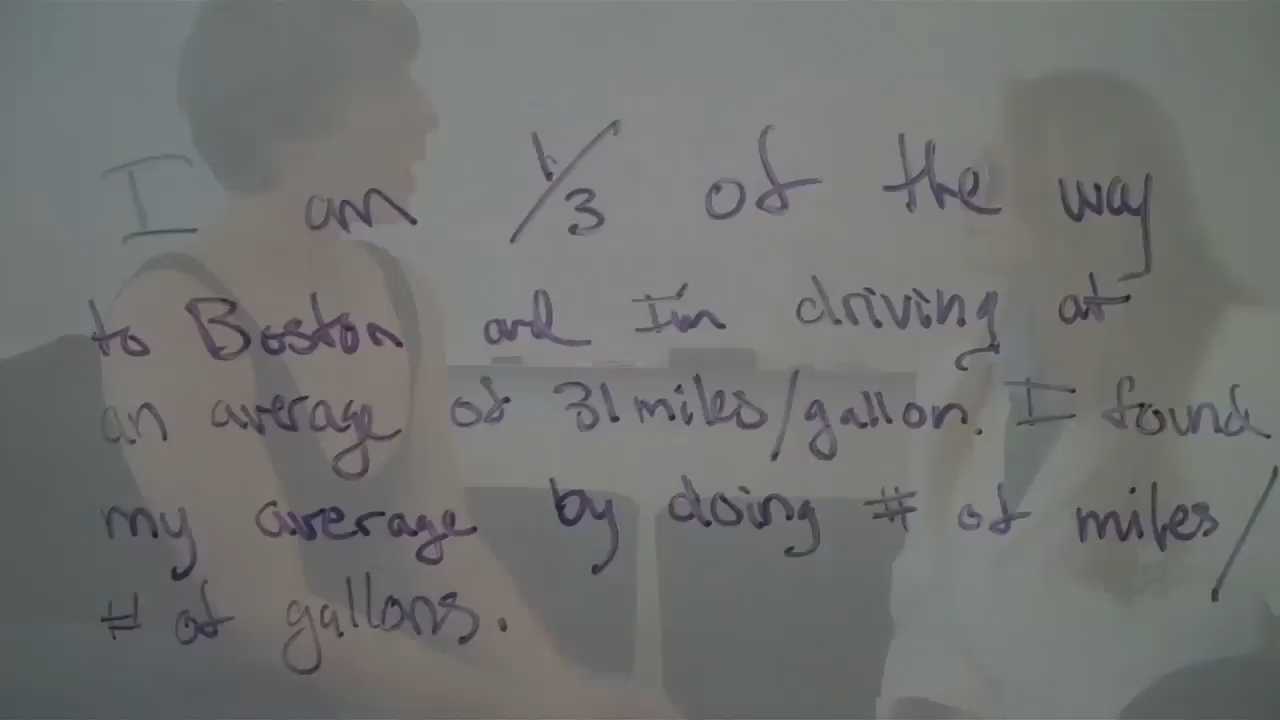 I am 1/3 of the way
to Boston and I'm driving at
an average of 31 miles/gallon. I found
my average by doing # of miles/
# of gallons.